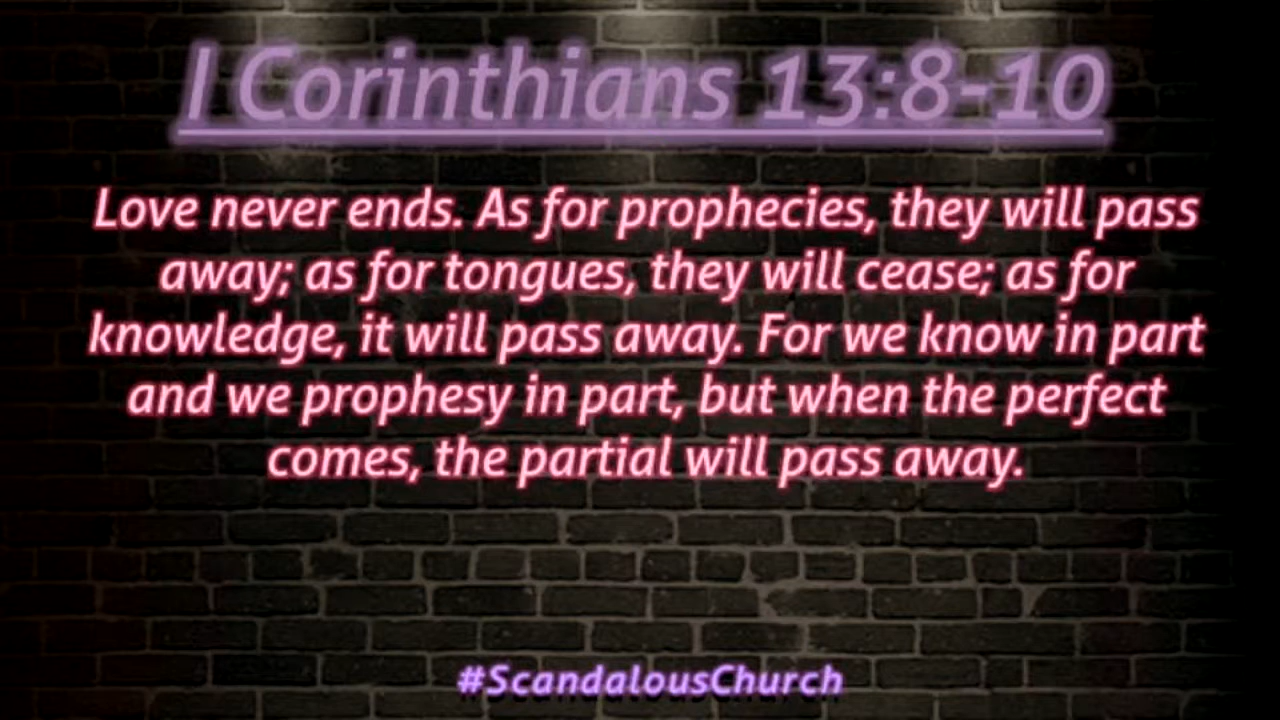 I Corinthians 13:8-10
Love never ends. As for prophecies, they will pass
away; as for tongues, they will cease; as for
knowledge, it will pass away. For we know in part
and we prophesy in part, but when the perfect
comes, the partial will pass away.
#ScandalousChurch